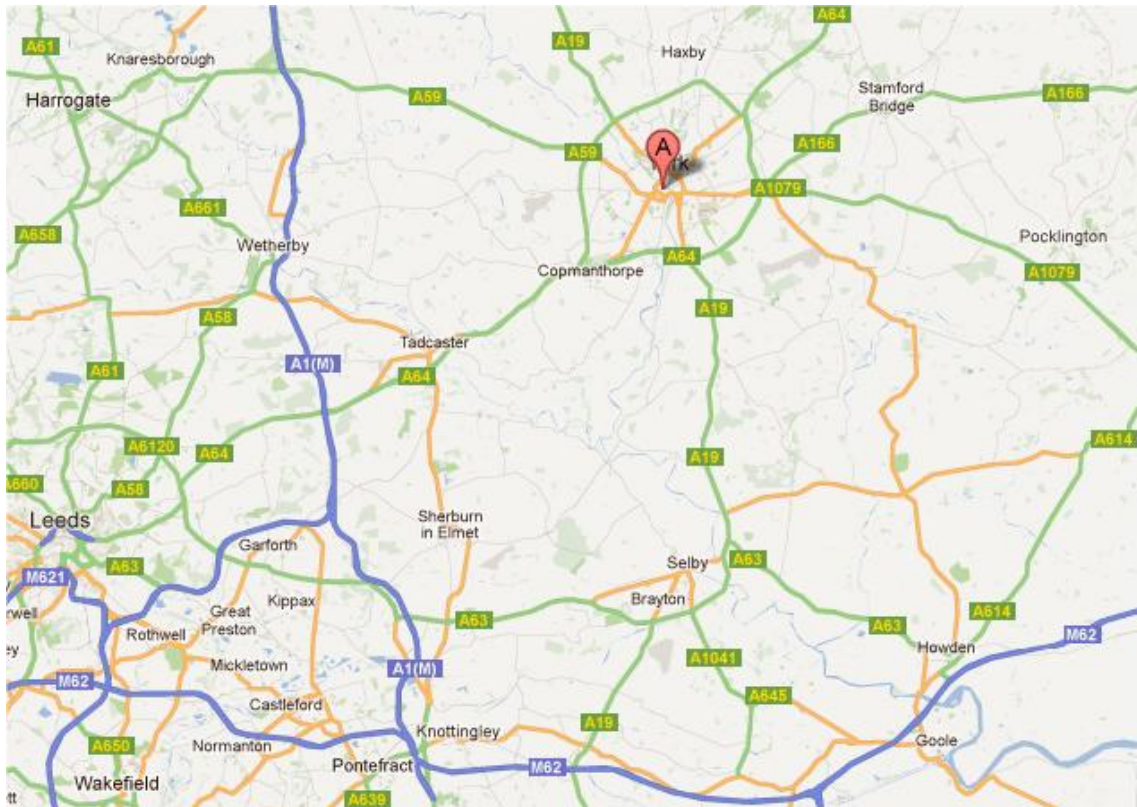 A61
Knaresborough
Harrogate
A59
A19
Haxby
A64
Stamford
Bridge
A166
A59
A
A166
A661
A1079
A658
Wetherby
Pocklington
Copmanthorpe
A64
A1079
A58
A19
Tadcaster
A1(M)
A61
A64
A6120
A64
A614
A19
A660
A58
Leeds
Sherburn
in Elmet
Garforth
A63
Selby
A63
M621
Kippax
Brayton
Great
Preston
A63
A614
A63
M62
Rothwell
Howden
Mickletown
A1(M)
A1041
M62
A645
Castleford
A650
Normanton
Knottingley
A19
Goole
Pontefract
M62
Wakefield
A639